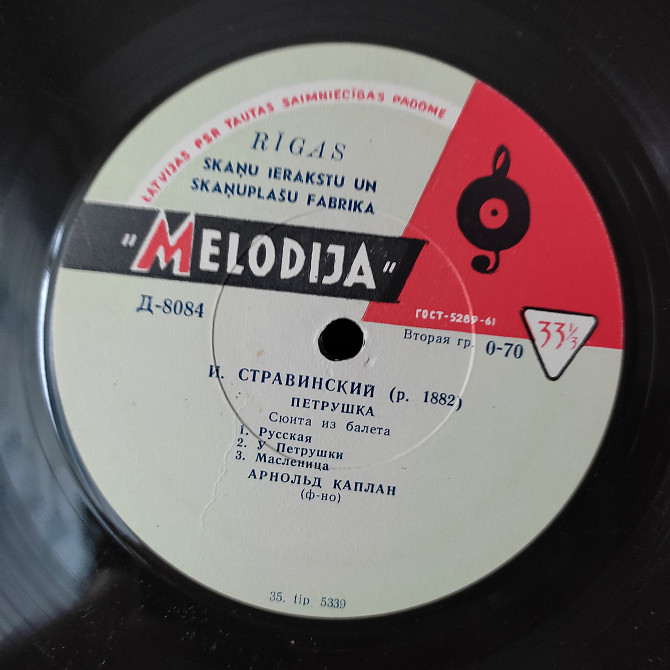 LATVIJAS PSR TAUTAS SAIMNIECĪBAS PADOME
RĪGAS
SKAŅU IERAKSTU UN
SKAŅUPLAŠU FABRIKA
"MELODIJA"
ГОСТ-5289-61
Д-8084
Вторая гр. 0-70
33⅓
И. СТРАВИНСКИЙ (р. 1882)
ПЕТРУШКА
Сюита из балета
1. Русская
2. У Петрушки
3. Масленица
АРНОЛЬД КАПЛАН
(ф-но)
35. tip 5339